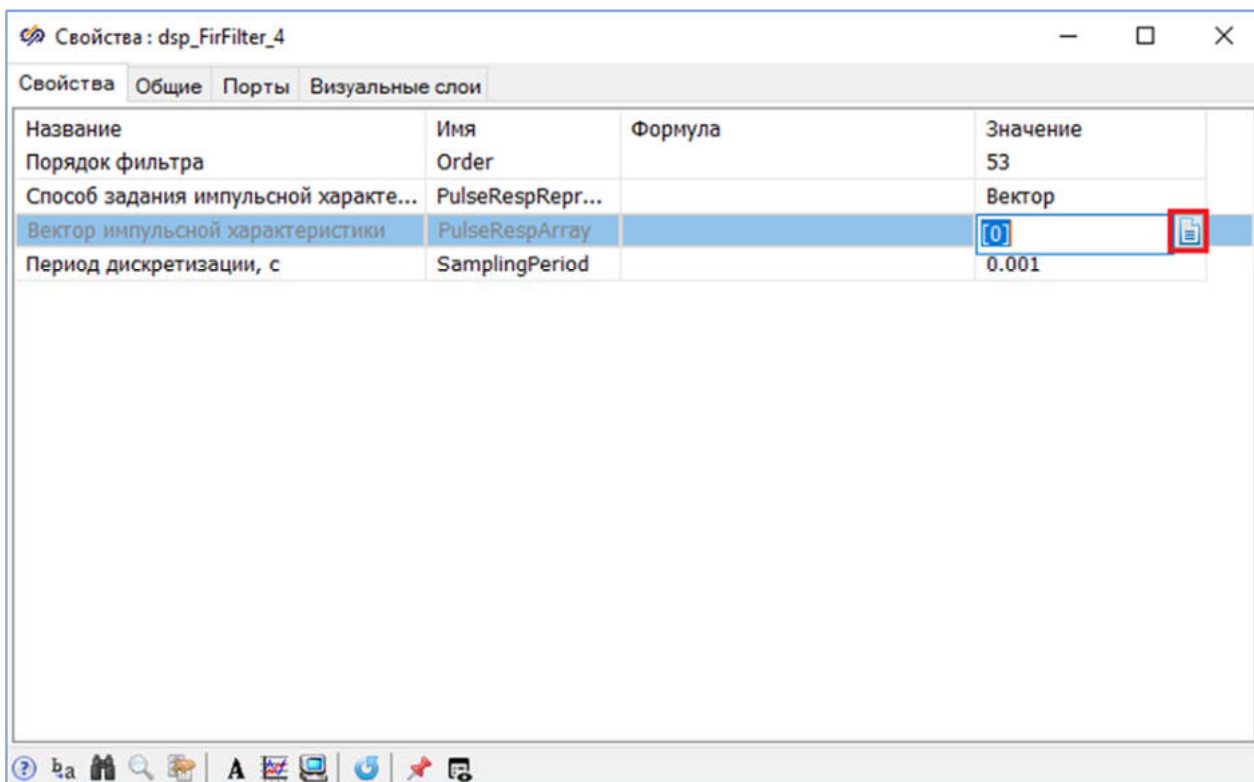 Свойства : dsp_FirFilter_4
Свойства Общие Порты Визуальные слои
Название Имя Формула Значение
Порядок фильтра Order 53
Способ задания импульсной характе... PulseRespRepr... Вектор
Вектор импульсной характеристики PulseRespArray [0]
Период дискретизации, с SamplingPeriod 0.001
? b a A